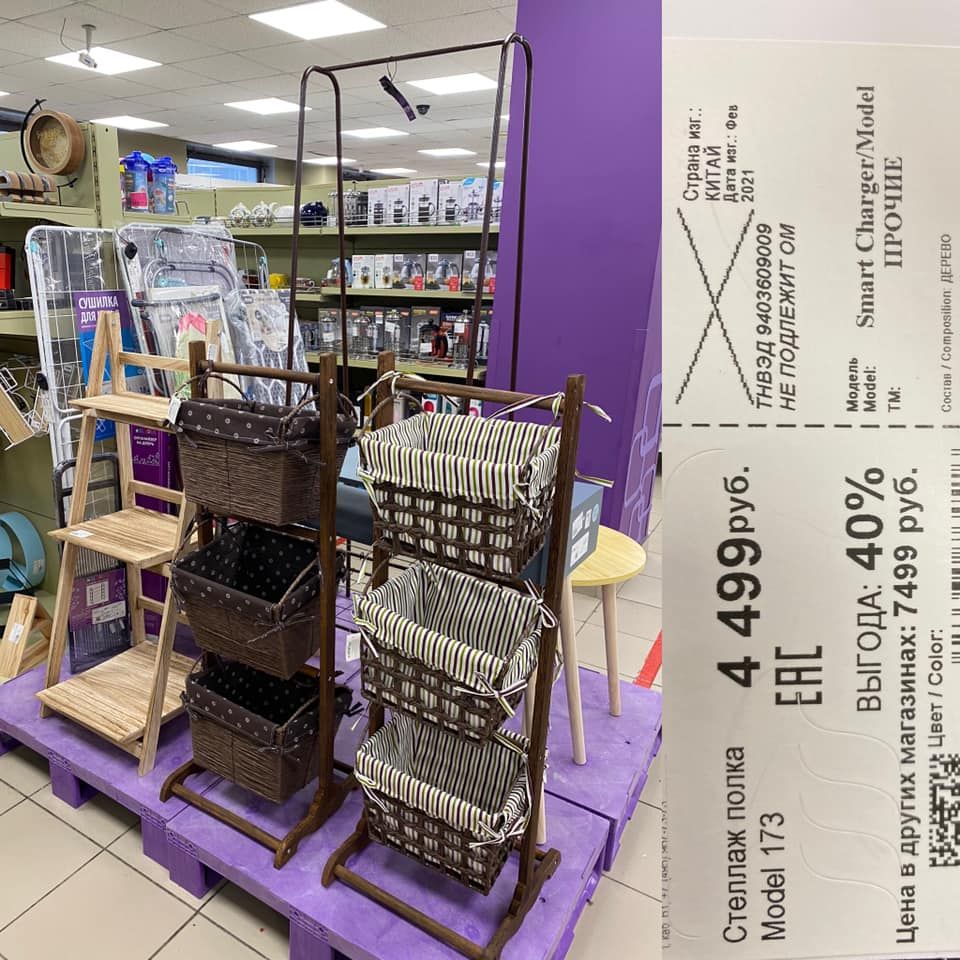 СУШИЛКА
Страна изг.:
КИТАЙ
Дата изг.: Фев
2021
ТНВЭД 9403609009
НЕ ПОДЛЕЖИТ ОМ
Модель
Model: Smart Charger/Model
ТМ: ПРОЧИЕ
Состав / Composition: ДЕРЕВО
Стеллаж полка
Model 173
4 499руб.
ЕАС
ВЫГОДА: 40%
Цена в других магазинах: 7499 руб.
Цвет / Color: